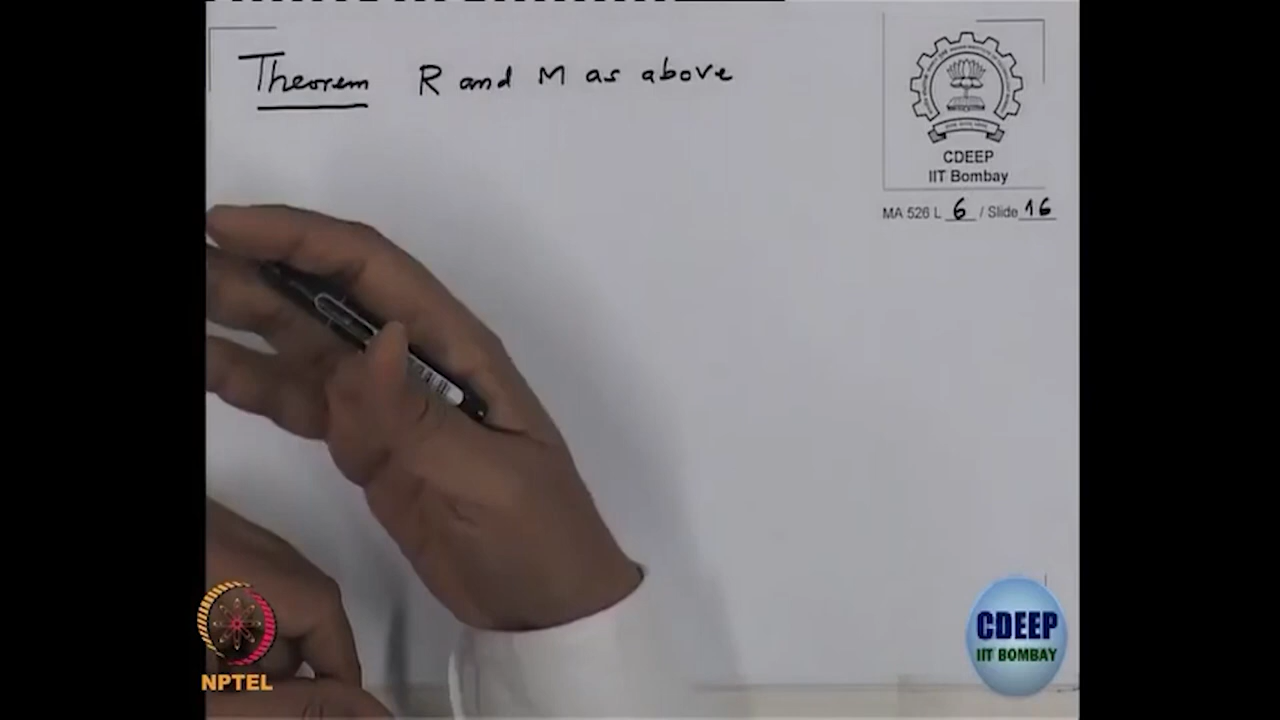 Theorem R and M as above
CDEEP
IIT Bombay
MA 526 L 6 / Slide 16
NPTEL
CDEEP
IIT BOMBAY